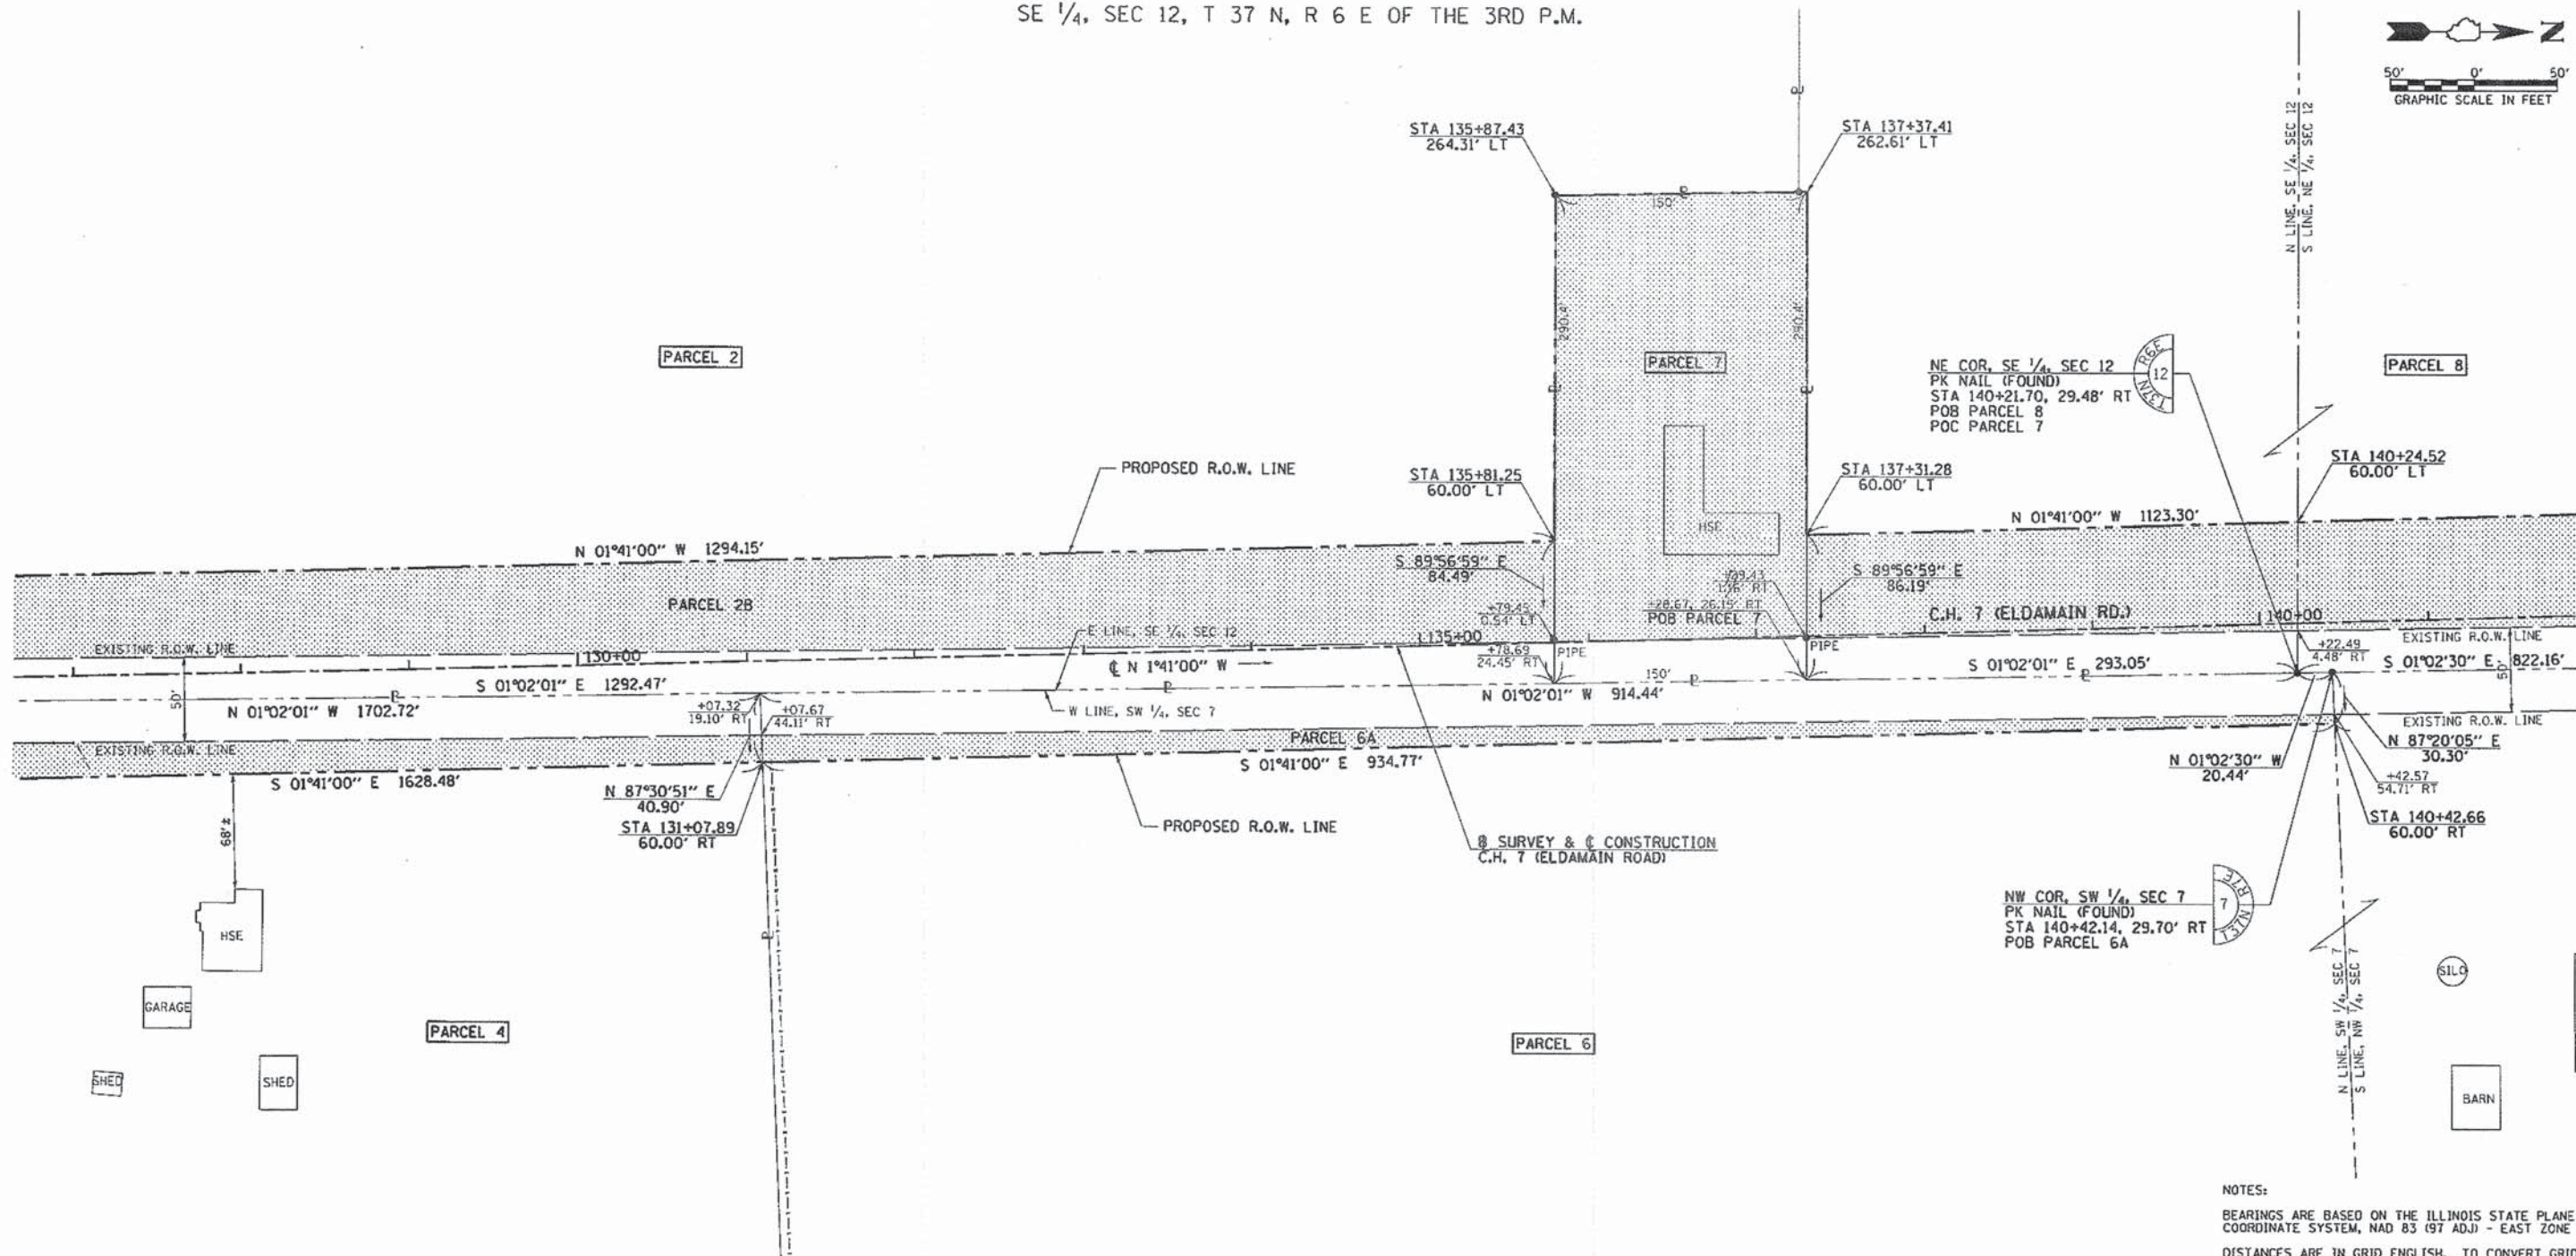 SE 1/4, SEC 12, T 37 N, R 6 E OF THE 3RD P.M.
N
50' 0' 50'
GRAPHIC SCALE IN FEET
N LINE, SE 1/4, SEC 12
S LINE, NE 1/4, SEC 12
STA 135+87.43
264.31' LT
STA 137+37.41
262.61' LT
150'
290.4'
290.4'
PARCEL 2
PARCEL 7
PARCEL 8
NE COR, SE 1/4, SEC 12
PK NAIL (FOUND)
STA 140+21.70, 29.48' RT
POB PARCEL 8
POC PARCEL 7
R6E
12
T37N
PROPOSED R.O.W. LINE
STA 135+81.25
60.00' LT
STA 137+31.28
60.00' LT
STA 140+24.52
60.00' LT
HSE
N 01°41'00" W 1294.15'
N 01°41'00" W 1123.30'
S 89°56'59" E
84.49'
S 89°56'59" E
86.19'
PARCEL 2B
+79.45
0.54' LT
+29.43
1.16' RT
+28.67, 26.15' RT
POB PARCEL 7
C.H. 7 (ELDAMAIN RD.)
140+00
E LINE, SE 1/4, SEC 12
135+00
EXISTING R.O.W. LINE
130+00
℄ N 1°41'00" W
+78.69
24.45' RT
PIPE
PIPE
EXISTING R.O.W. LINE
+22.49
4.48' RT
S 01°02'01" E 1292.47'
150'
S 01°02'01" E 293.05'
S 01°02'30" E 822.16'
50'
50'
N 01°02'01" W 1702.72'
+07.32
19.10' RT
+07.67
44.11' RT
W LINE, SW 1/4, SEC 7
N 01°02'01" W 914.44'
EXISTING R.O.W. LINE
PARCEL 6A
EXISTING R.O.W. LINE
S 01°41'00" E 1628.48'
S 01°41'00" E 934.77'
N 87°20'05" E
30.30'
N 01°02'30" W
20.44'
+42.57
54.71' RT
N 87°30'51" E
40.90'
STA 131+07.89
60.00' RT
68'±
PROPOSED R.O.W. LINE
SURVEY & ℄ CONSTRUCTION
C.H. 7 (ELDAMAIN ROAD)
STA 140+42.66
60.00' RT
NW COR, SW 1/4, SEC 7
PK NAIL (FOUND)
STA 140+42.14, 29.70' RT
POB PARCEL 6A
R7E
7
T37N
HSE
GARAGE
SHED
SHED
PARCEL 4
PARCEL 6
N LINE, SW 1/4, SEC 7
S LINE, NW 1/4, SEC 7
SILO
BARN
NOTES:
BEARINGS ARE BASED ON THE ILLINOIS STATE PLANE
COORDINATE SYSTEM, NAD 83 (97 ADJ) - EAST ZONE
DISTANCES ARE IN GRID ENGLISH. TO CONVERT GRID